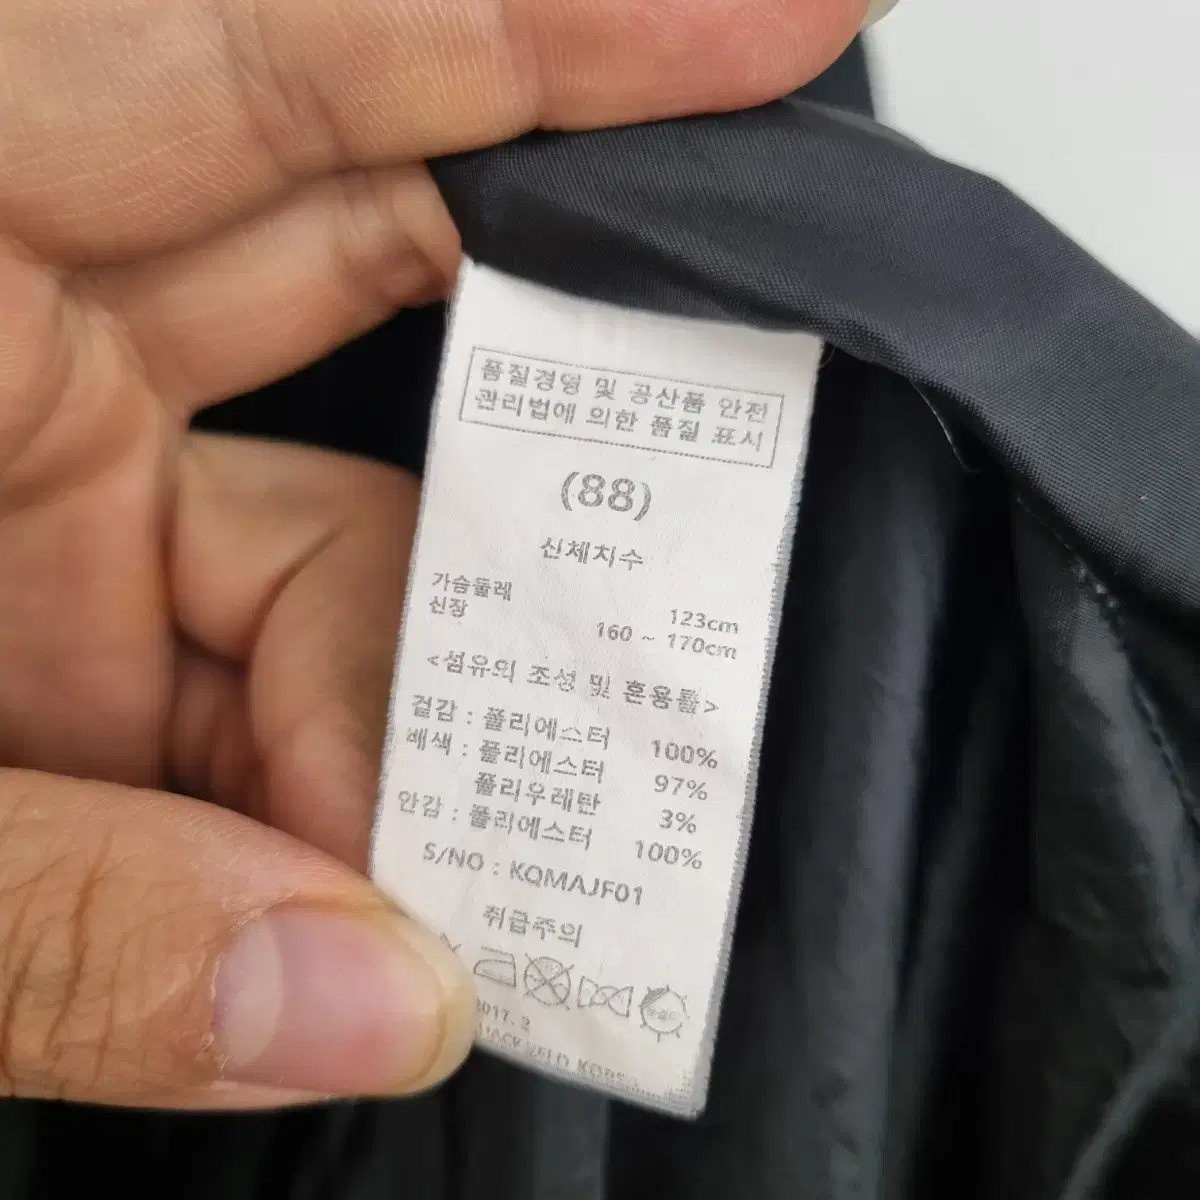 품질경영 및 공산품 안전
관리법에 의한 품질 표시
(88)
신체치수
가슴둘레 123cm
신장 160 ~ 170cm
<섬유의 조성 및 혼용률>
겉감 : 폴리에스터 100%
배색 : 폴리에스터 97%
폴리우레탄 3%
안감 : 폴리에스터 100%
S/NO : KQMAJF01
취급주의
2017. 2